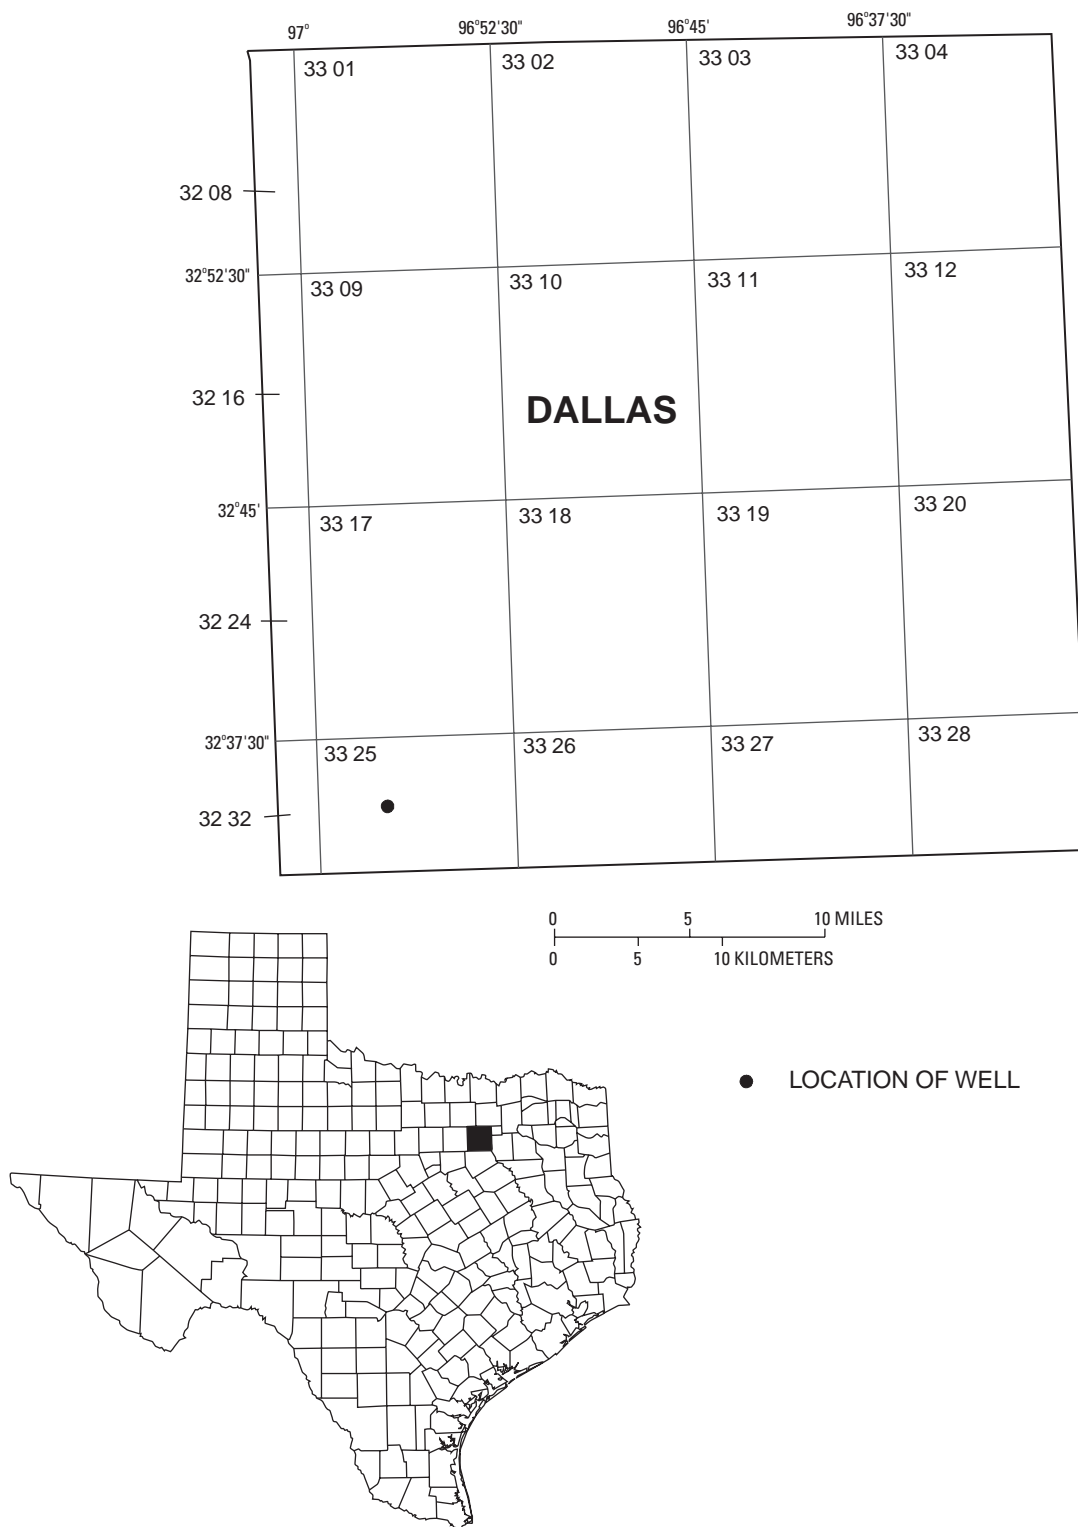 97° 96°52'30" 96°45' 96°37'30"
33 01 33 02 33 03 33 04
32 08
32°52'30"
33 09 33 10 33 11 33 12
32 16
DALLAS
32°45'
33 17 33 18 33 19 33 20
32 24
32°37'30"
33 25 33 26 33 27 33 28
32 32
0 5 10 MILES
0 5 10 KILOMETERS
LOCATION OF WELL